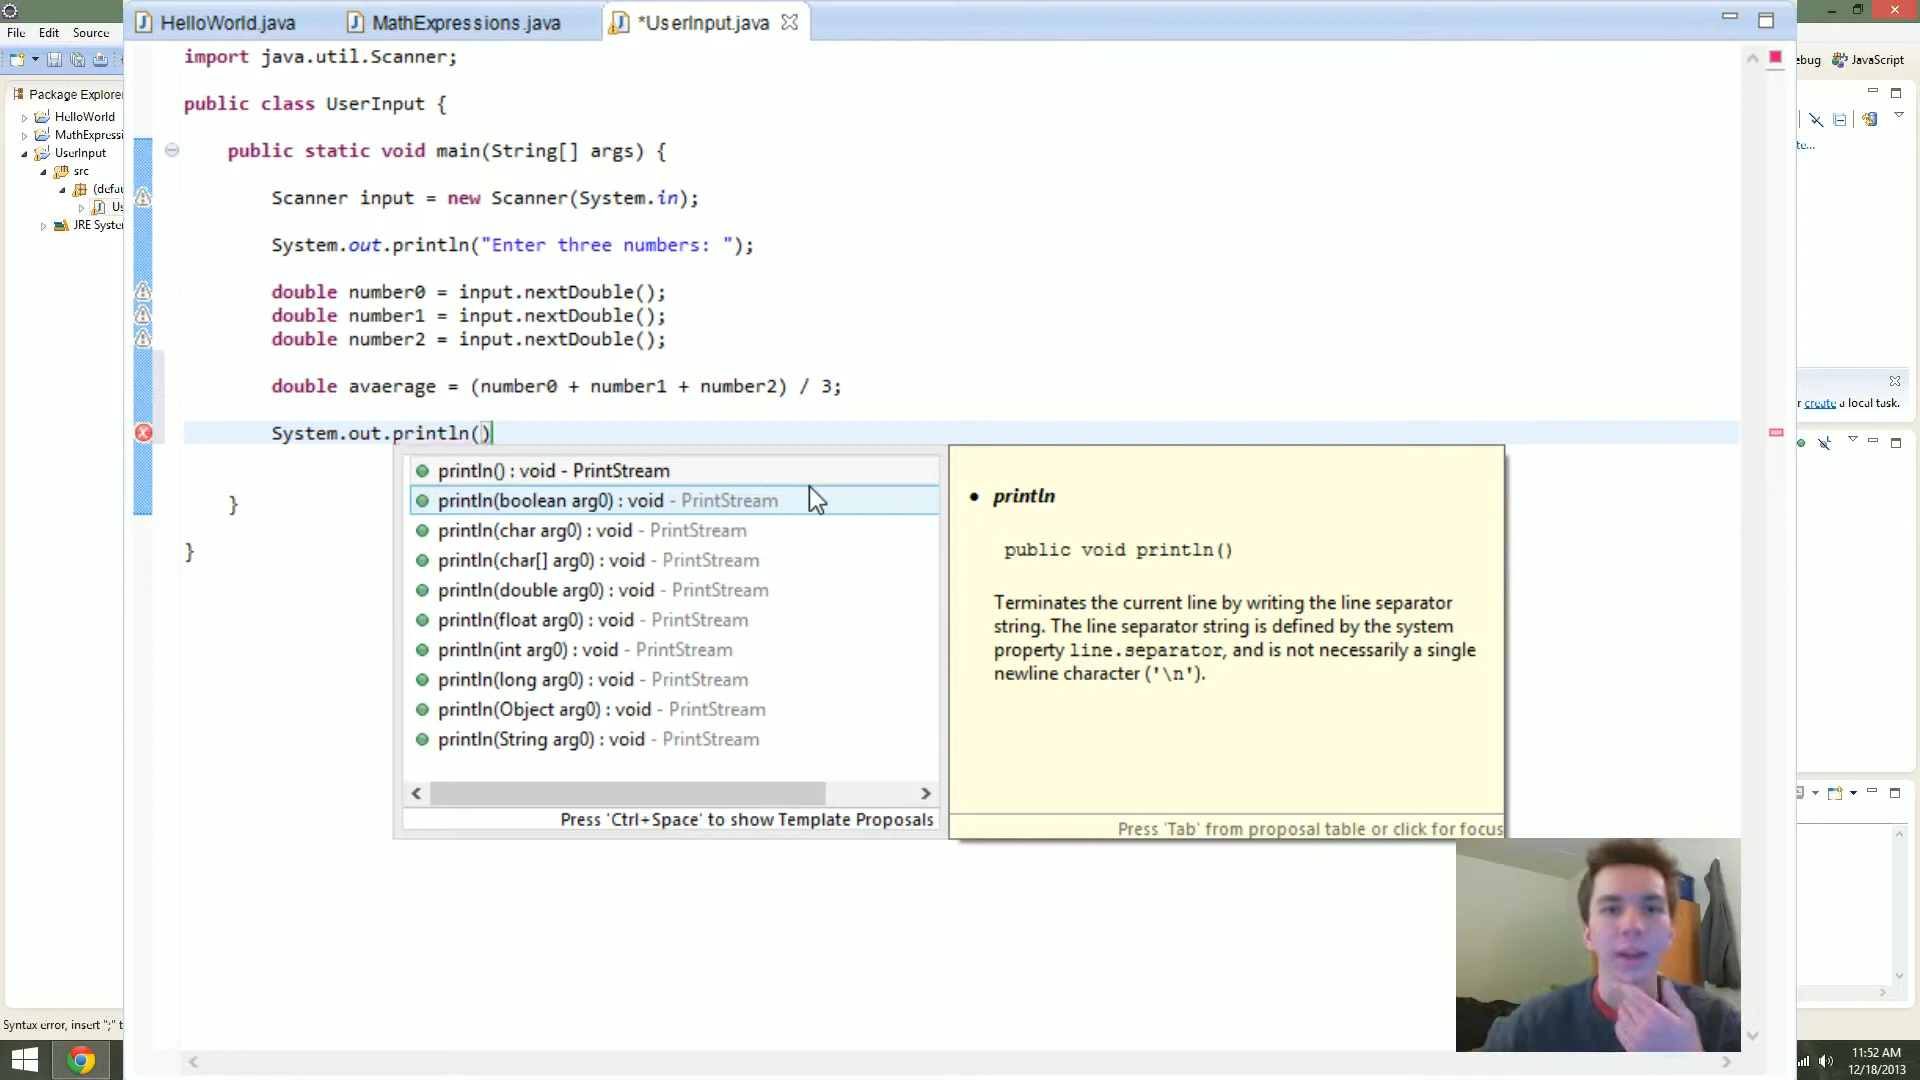 HelloWorld.java
MathExpressions.java
*UserInput.java
File Edit Source
Package Explorer
HelloWorld
MathExpressi
UserInput
src
(defau
Us
JRE Syster
import java.util.Scanner;
public class UserInput {
public static void main(String[] args) {
Scanner input = new Scanner(System.in);
System.out.println("Enter three numbers: ");
double number0 = input.nextDouble();
double number1 = input.nextDouble();
double number2 = input.nextDouble();
double avaerage = (number0 + number1 + number2) / 3;
System.out.println()
}
}
println() : void - PrintStream
println(boolean arg0) : void - PrintStream
println(char arg0) : void - PrintStream
println(char[] arg0) : void - PrintStream
println(double arg0) : void - PrintStream
println(float arg0) : void - PrintStream
println(int arg0) : void - PrintStream
println(long arg0) : void - PrintStream
println(Object arg0) : void - PrintStream
println(String arg0) : void - PrintStream
Press 'Ctrl+Space' to show Template Proposals
println
public void println()
Terminates the current line by writing the line separator
string. The line separator string is defined by the system
property line.separator, and is not necessarily a single
newline character ('\n').
Press 'Tab' from proposal table or click for focus
ebug JavaScript
te...
r create a local task.
Syntax error, insert ";" t
11:52 AM
12/18/2013